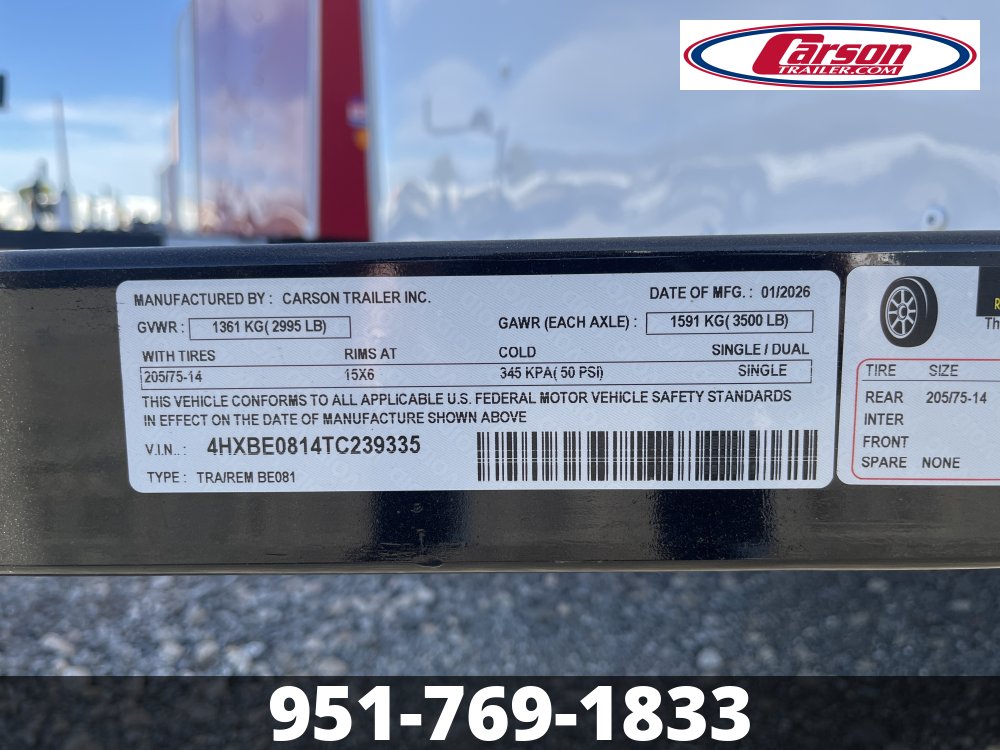 Carson
TRAILER.COM
MANUFACTURED BY : CARSON TRAILER INC.
DATE OF MFG. : 01/2026
GVWR : 1361 KG( 2995 LB)
GAWR (EACH AXLE) : 1591 KG( 3500 LB)
WITH TIRES RIMS AT COLD SINGLE / DUAL
205/75-14 15X6 345 KPA( 50 PSI) SINGLE
THIS VEHICLE CONFORMS TO ALL APPLICABLE U.S. FEDERAL MOTOR VEHICLE SAFETY STANDARDS
IN EFFECT ON THE DATE OF MANUFACTURE SHOWN ABOVE
V.I.N.. : 4HXBE0814TC239335
TYPE : TRA/REM BE081
Th
TIRE SIZE
REAR 205/75-14
INTER
FRONT
SPARE NONE
951-769-1833